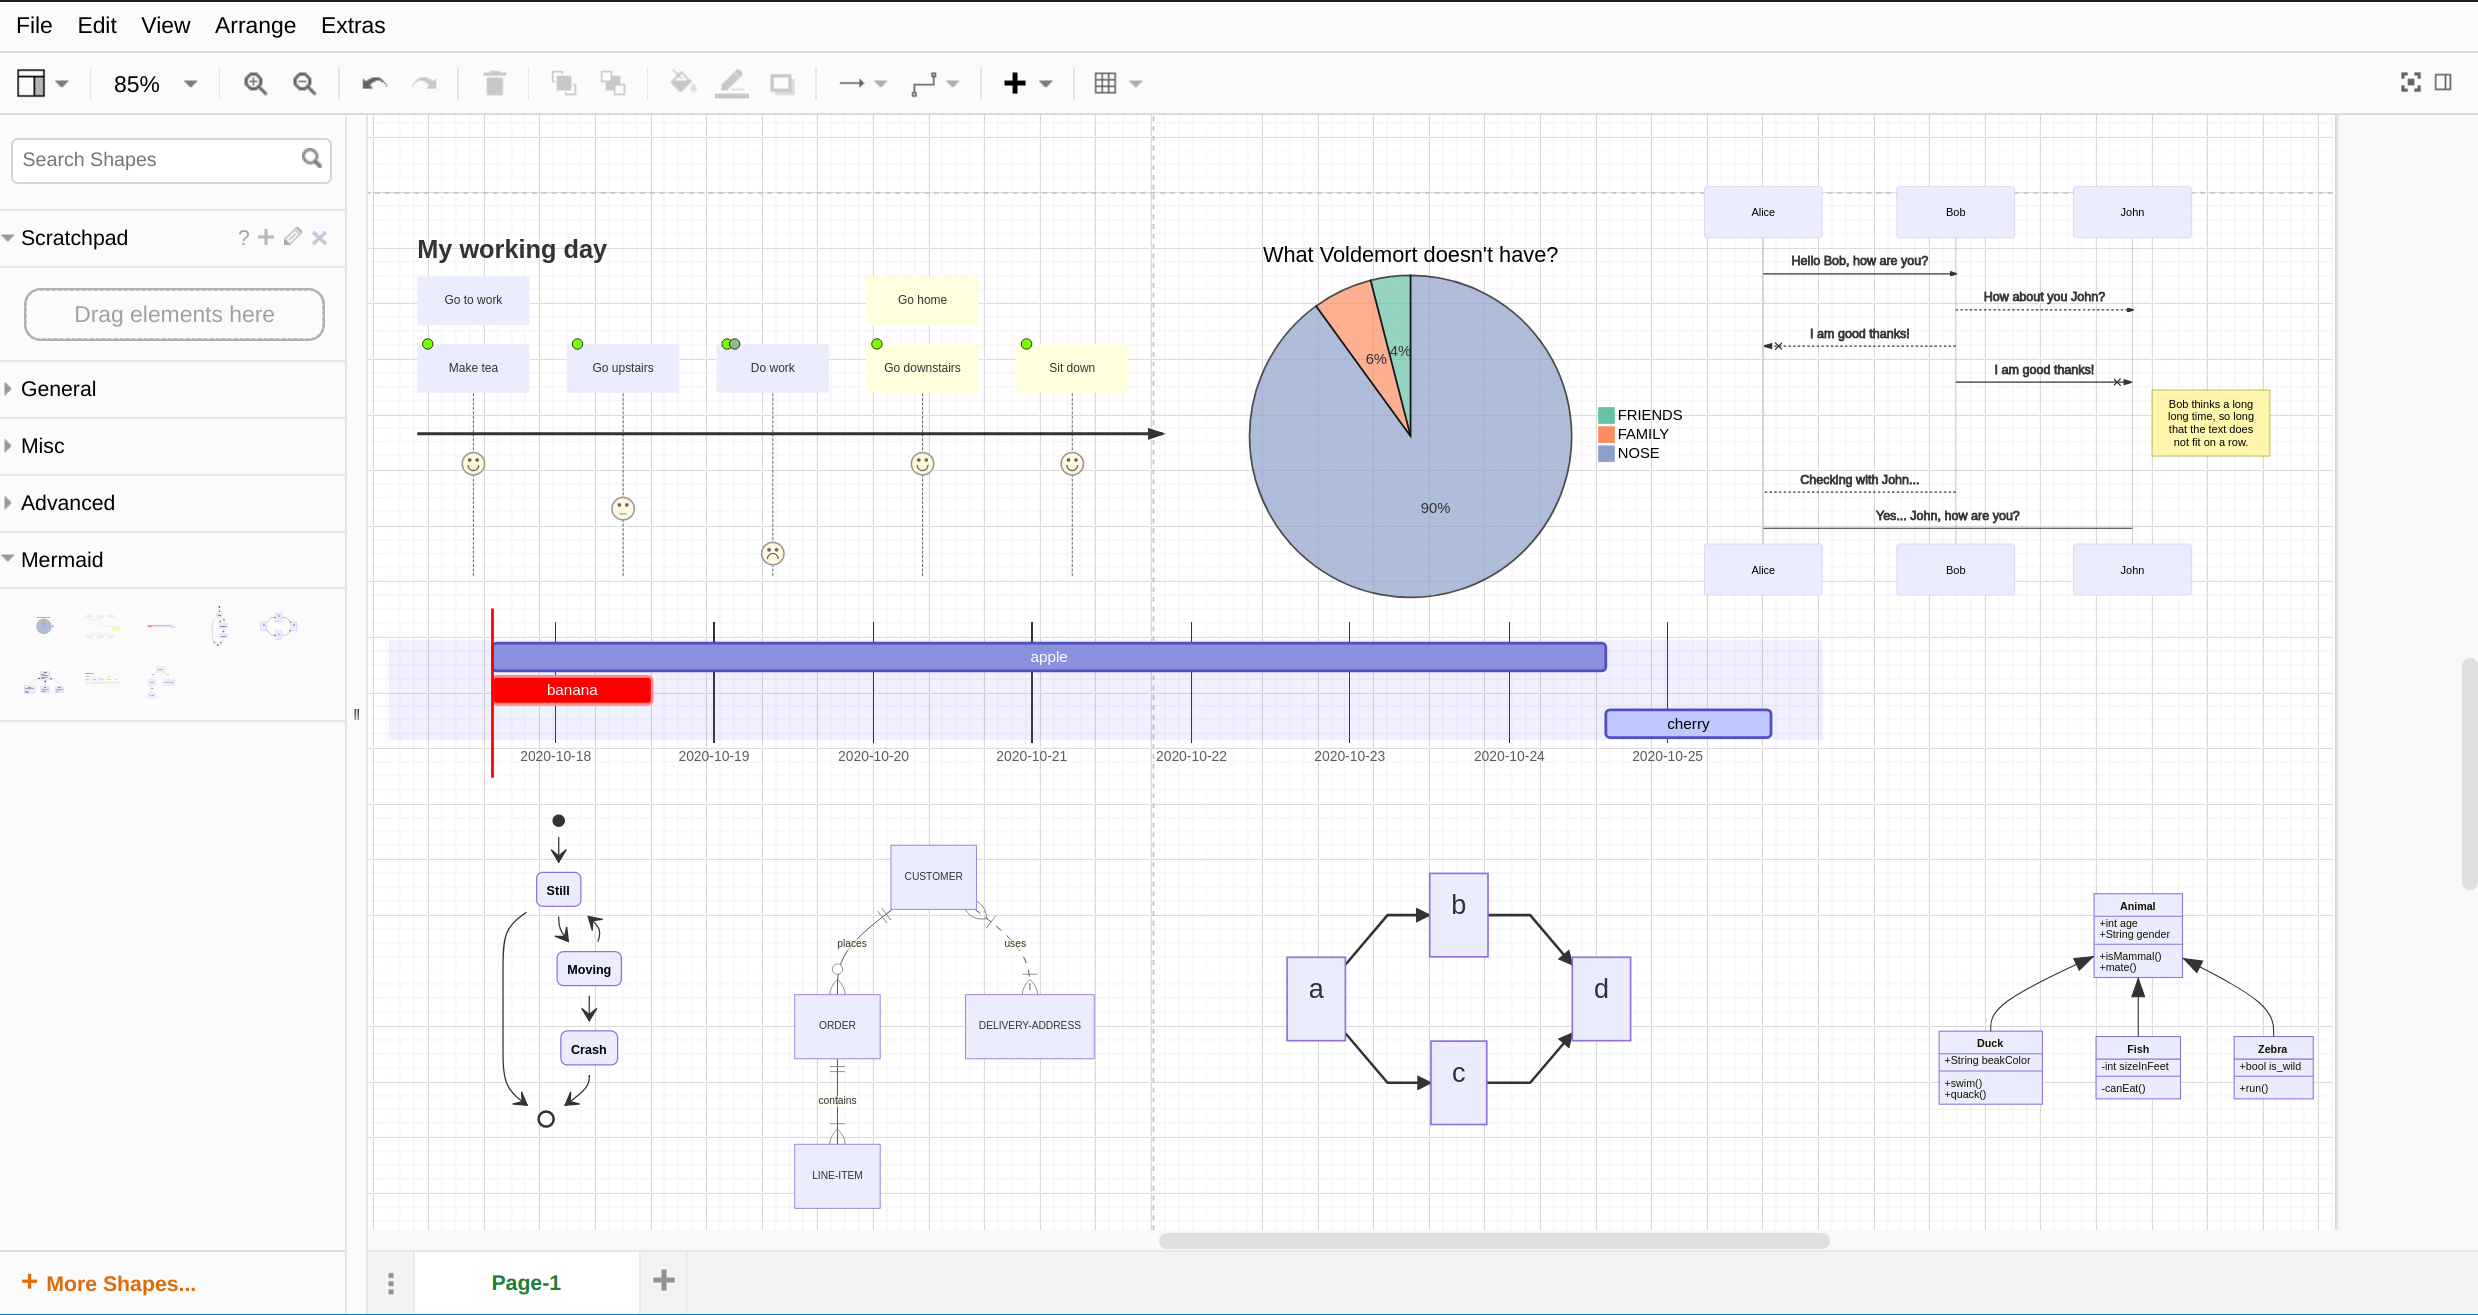 File Edit View Arrange Extras
85%
Search Shapes
Scratchpad
?
Drag elements here
General
Misc
Advanced
Mermaid
More Shapes...
My working day
Go to work
Go home
Make tea
Go upstairs
Do work
Go downstairs
Sit down
What Voldemort doesn't have?
6%
4%
90%
FRIENDS
FAMILY
NOSE
Alice
Bob
John
Hello Bob, how are you?
How about you John?
I am good thanks!
I am good thanks!
Bob thinks a long
long time, so long
that the text does
not fit on a row.
Checking with John...
Yes... John, how are you?
Alice
Bob
John
apple
banana
cherry
2020-10-18
2020-10-19
2020-10-20
2020-10-21
2020-10-22
2020-10-23
2020-10-24
2020-10-25
Still
Moving
Crash
CUSTOMER
places
uses
ORDER
DELIVERY-ADDRESS
contains
LINE-ITEM
a
b
c
d
Animal
+int age
+String gender
+isMammal()
+mate()
Duck
+String beakColor
+swim()
+quack()
Fish
-int sizeInFeet
-canEat()
Zebra
+bool is_wild
+run()
Page-1